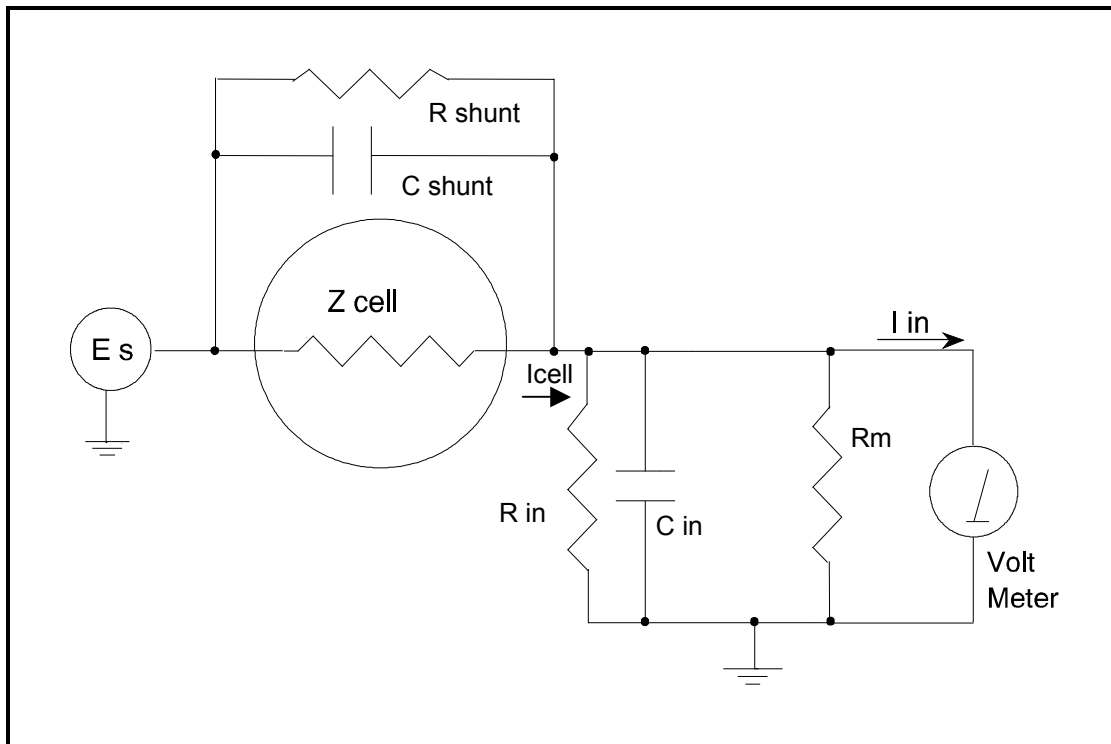 R shunt
C shunt
Z cell
E s
I in
Icell
Rm
R in
C in
Volt
Meter